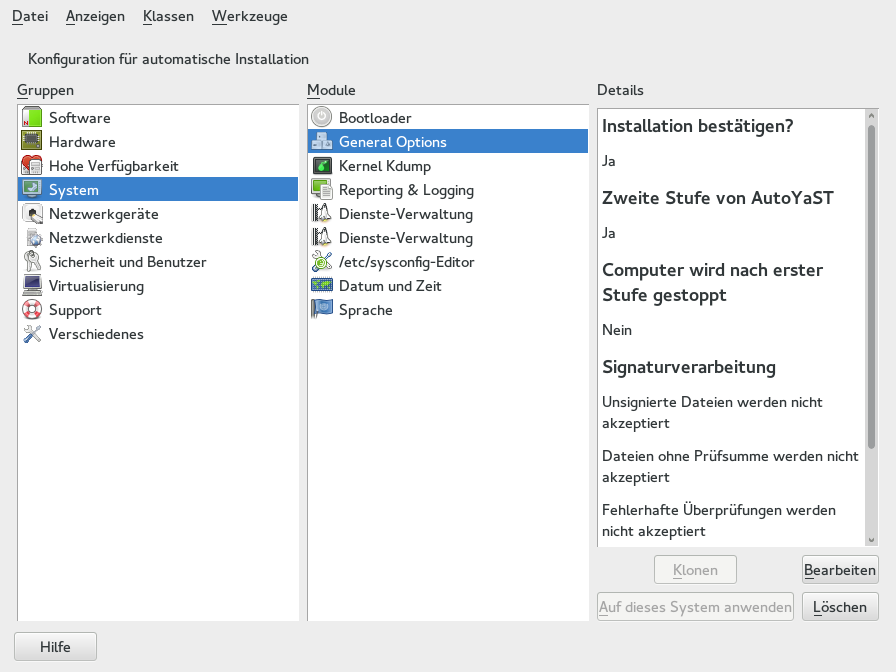 Datei Anzeigen Klassen Werkzeuge
Konfiguration für automatische Installation
Gruppen
Software
Hardware
Hohe Verfügbarkeit
System
Netzwerkgeräte
Netzwerkdienste
Sicherheit und Benutzer
Virtualisierung
Support
Verschiedenes
Module
Bootloader
General Options
Kernel Kdump
Reporting & Logging
Dienste-Verwaltung
Dienste-Verwaltung
/etc/sysconfig-Editor
Datum und Zeit
Sprache
Details
Installation bestätigen?
Ja
Zweite Stufe von AutoYaST
Ja
Computer wird nach erster
Stufe gestoppt
Nein
Signaturverarbeitung
Unsignierte Dateien werden nicht
akzeptiert
Dateien ohne Prüfsumme werden nicht
akzeptiert
Fehlerhafte Überprüfungen werden
nicht akzeptiert
Klonen Bearbeiten
Auf dieses System anwenden Löschen
Hilfe